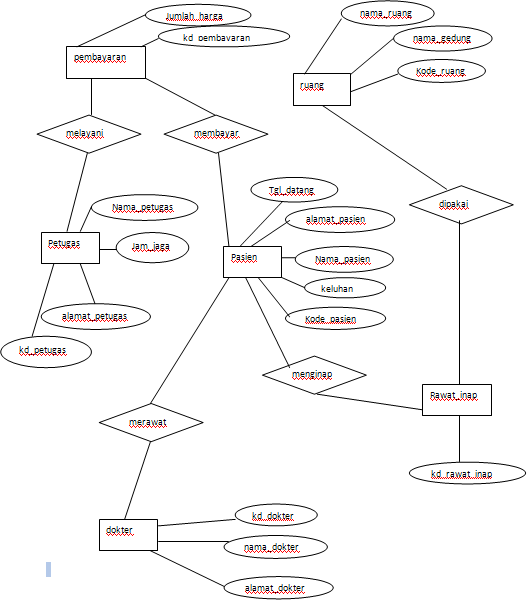 Jumlah_harga
kd_pembayaran
pembayaran
nama_ruang
nama_gedung
Kode_ruang
ruang
melayani
membayar
Tgl_datang
dipakai
Nama_petugas
alamat_pasien
Petugas
Jam_jaga
Pasien
Nama_pasien
keluhan
alamat_petugas
Kode_pasien
kd_petugas
menginap
Rawat_inap
merawat
kd_rawat_inap
kd_dokter
dokter
nama_dokter
alamat_dokter